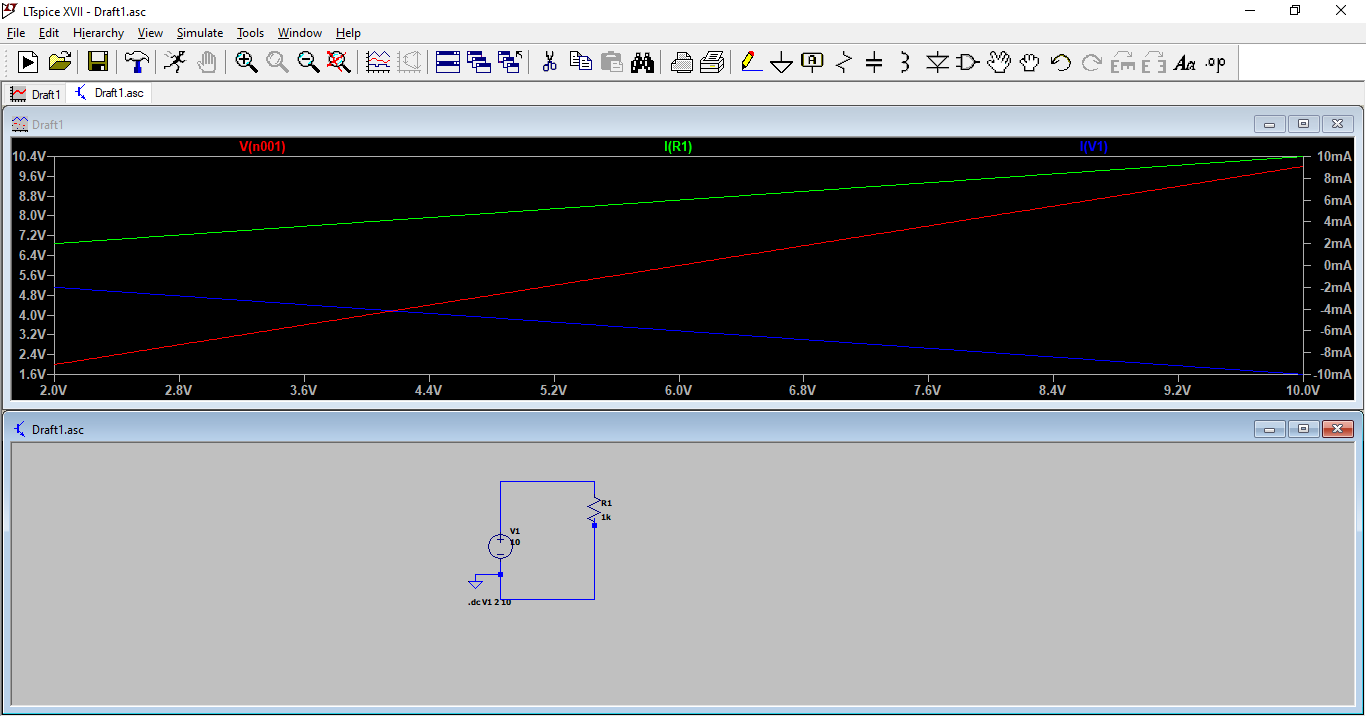 LTspice XVII - Draft1.asc
File Edit Hierarchy View Simulate Tools Window Help
A Aa .op
Draft1 Draft1.asc
Draft1
V(n001) I(R1) I(V1)
10.4V 10mA
9.6V 8mA
8.8V 6mA
8.0V 4mA
7.2V 2mA
6.4V 0mA
5.6V -2mA
4.8V -4mA
4.0V -6mA
3.2V -8mA
2.4V -10mA
1.6V
2.0V 2.8V 3.6V 4.4V 5.2V 6.0V 6.8V 7.6V 8.4V 9.2V 10.0V
Draft1.asc
R1
1k
V1
10
.dc V1 2 10